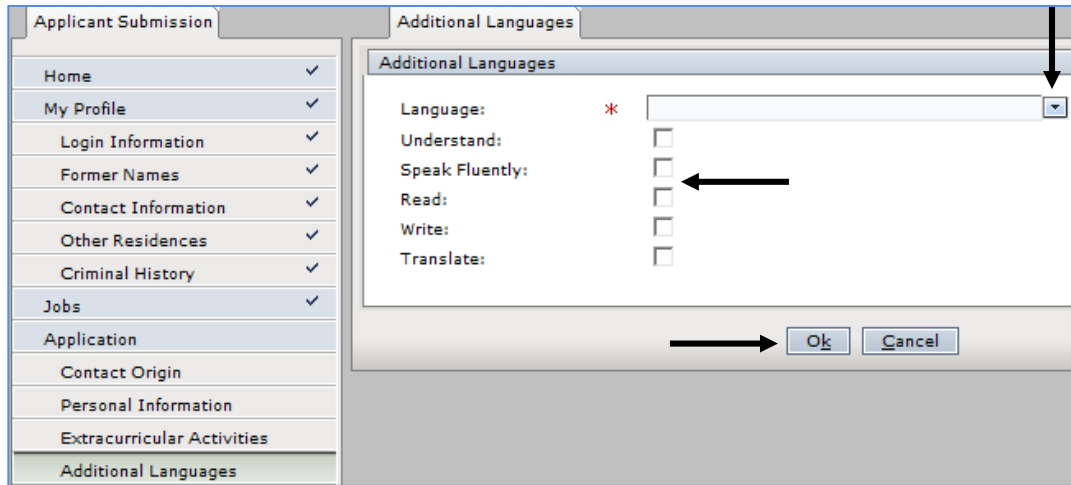 Applicant Submission
Home
My Profile
Login Information
Former Names
Contact Information
Other Residences
Criminal History
Jobs
Application
Contact Origin
Personal Information
Extracurricular Activities
Additional Languages
Additional Languages
Additional Languages
Language: *
Understand:
Speak Fluently:
Read:
Write:
Translate:
Ok Cancel